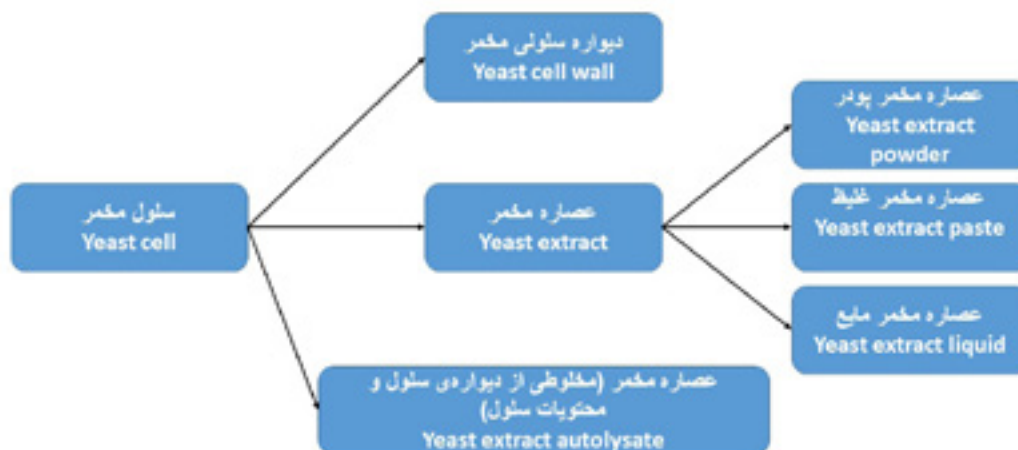 دیواره سلولی مخمر
Yeast cell wall
سلول مخمر
Yeast cell
عصاره مخمر
Yeast extract
عصاره مخمر (مخلوطی از دیواره‌ی سلول و
محتویات سلول)
Yeast extract autolysate
عصاره مخمر پودر
Yeast extract
powder
عصاره مخمر غلیظ
Yeast extract paste
عصاره مخمر مایع
Yeast extract liquid